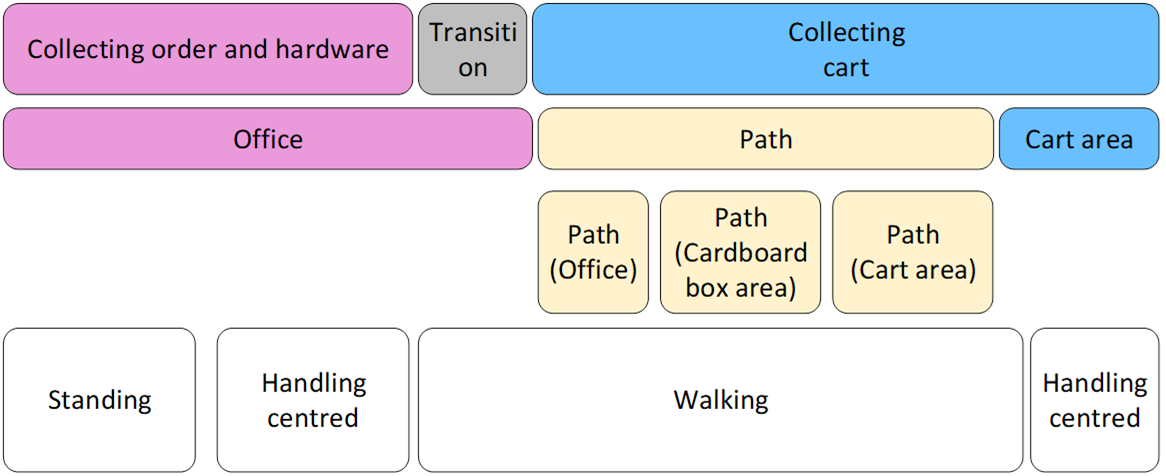 Collecting order and hardware
Transiti
on
Collecting
cart
Office
Path
Cart area
Path
(Office)
Path
(Cardboard
box area)
Path
(Cart area)
Standing
Handling
centred
Walking
Handling
centred